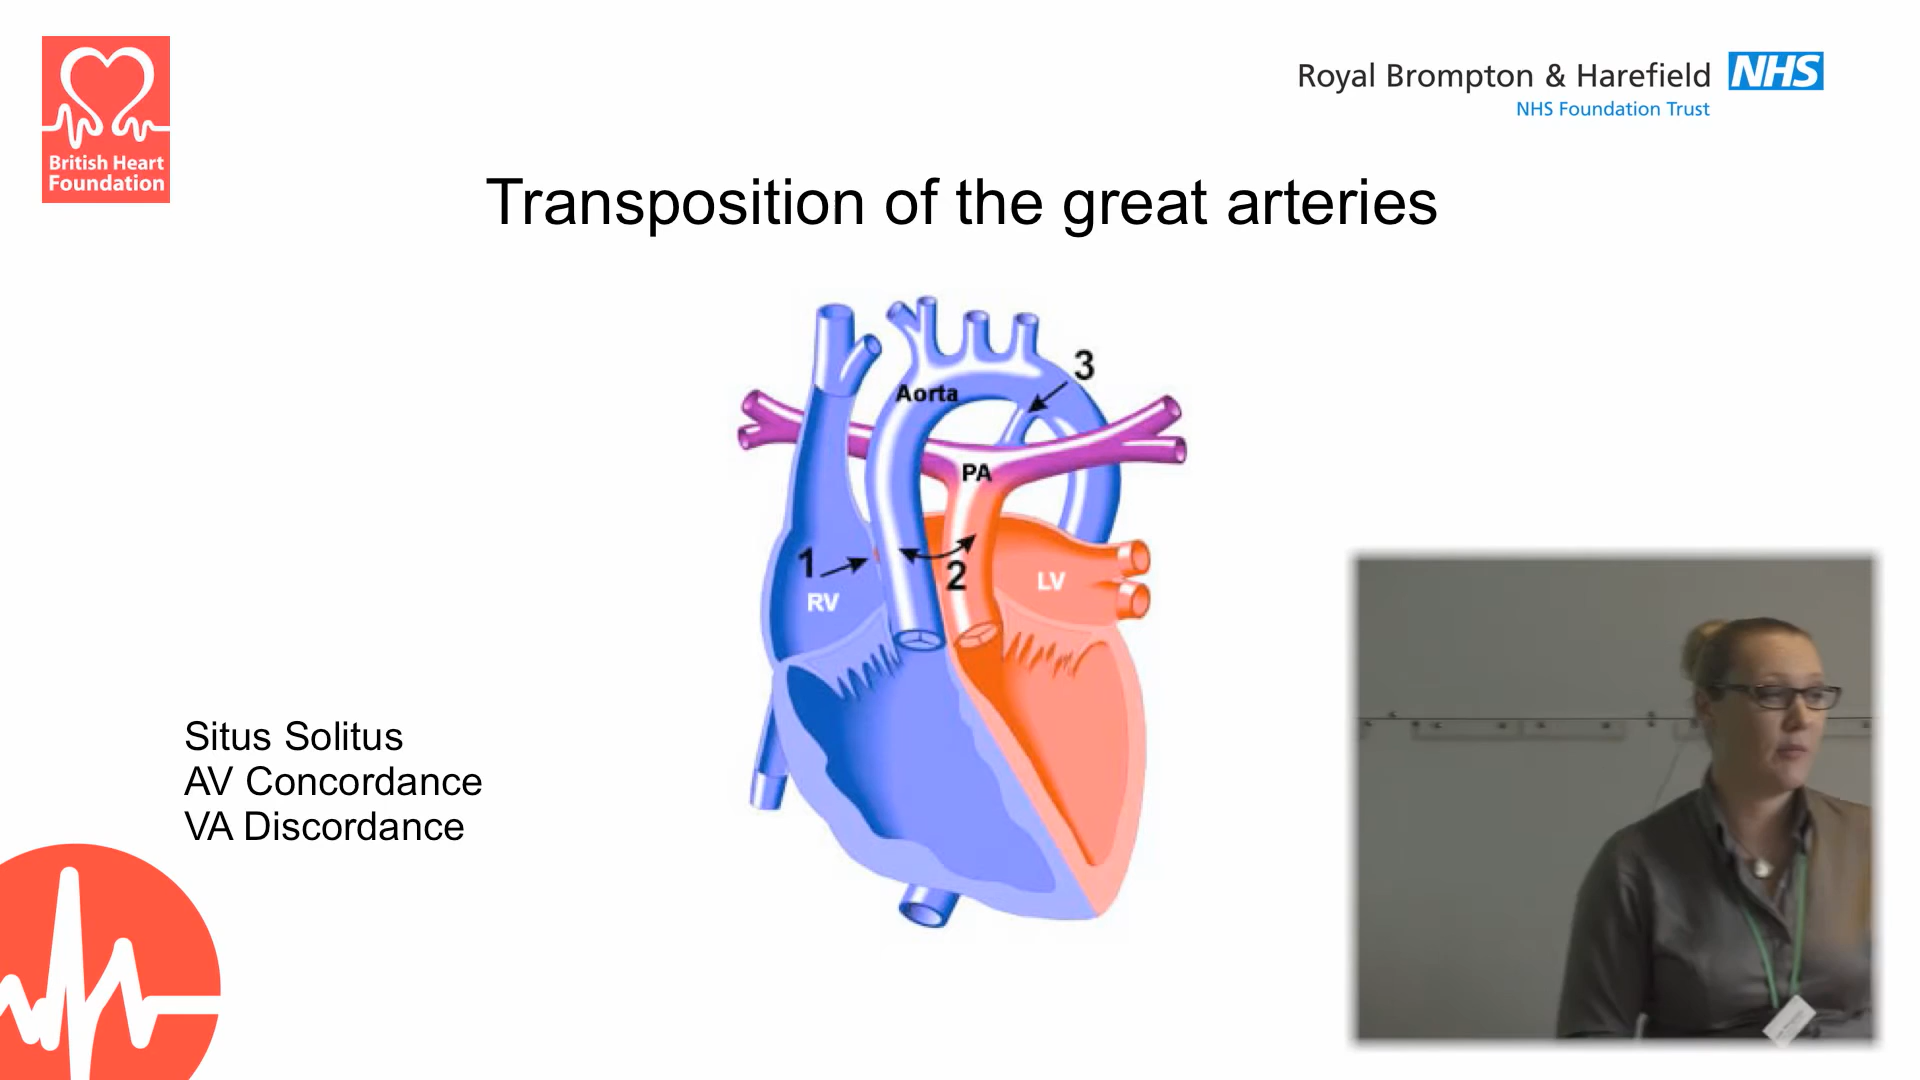 British Heart
Foundation
Royal Brompton & Harefield NHS
NHS Foundation Trust
Transposition of the great arteries
3
Aorta
PA
1
2
LV
RV
Situs Solitus
AV Concordance
VA Discordance